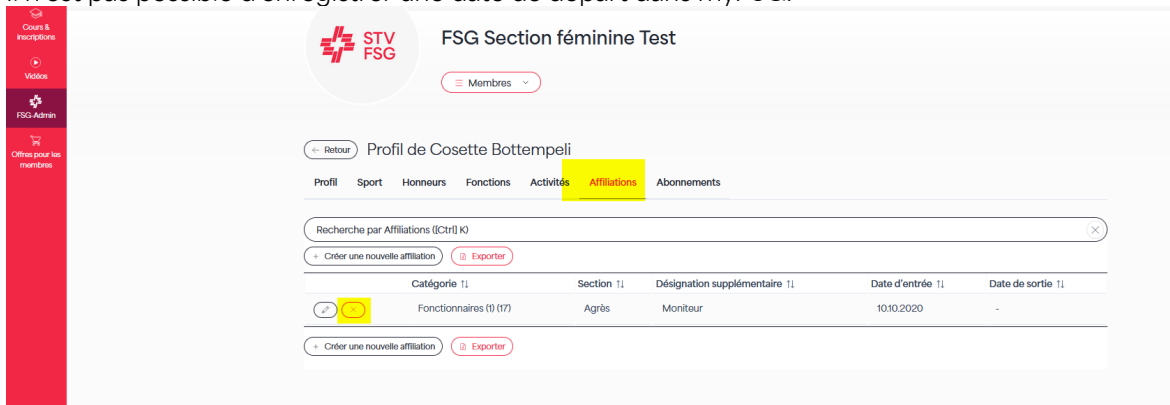 Cours &
inscriptions
Vidéos
FSG-Admin
Offres pour les
membres
STV
FSG
FSG Section féminine Test
Membres
Retour
Profil de Cosette Bottempeli
Profil Sport Honneurs Fonctions Activités Affiliations Abonnements
Recherche par Affiliations ([Ctrl] K)
+ Créer une nouvelle affiliation Exporter
Catégorie Section Désignation supplémentaire Date d'entrée Date de sortie
Fonctionnaires (1) (17) Agrès Moniteur 10.10.2020 -
+ Créer une nouvelle affiliation Exporter